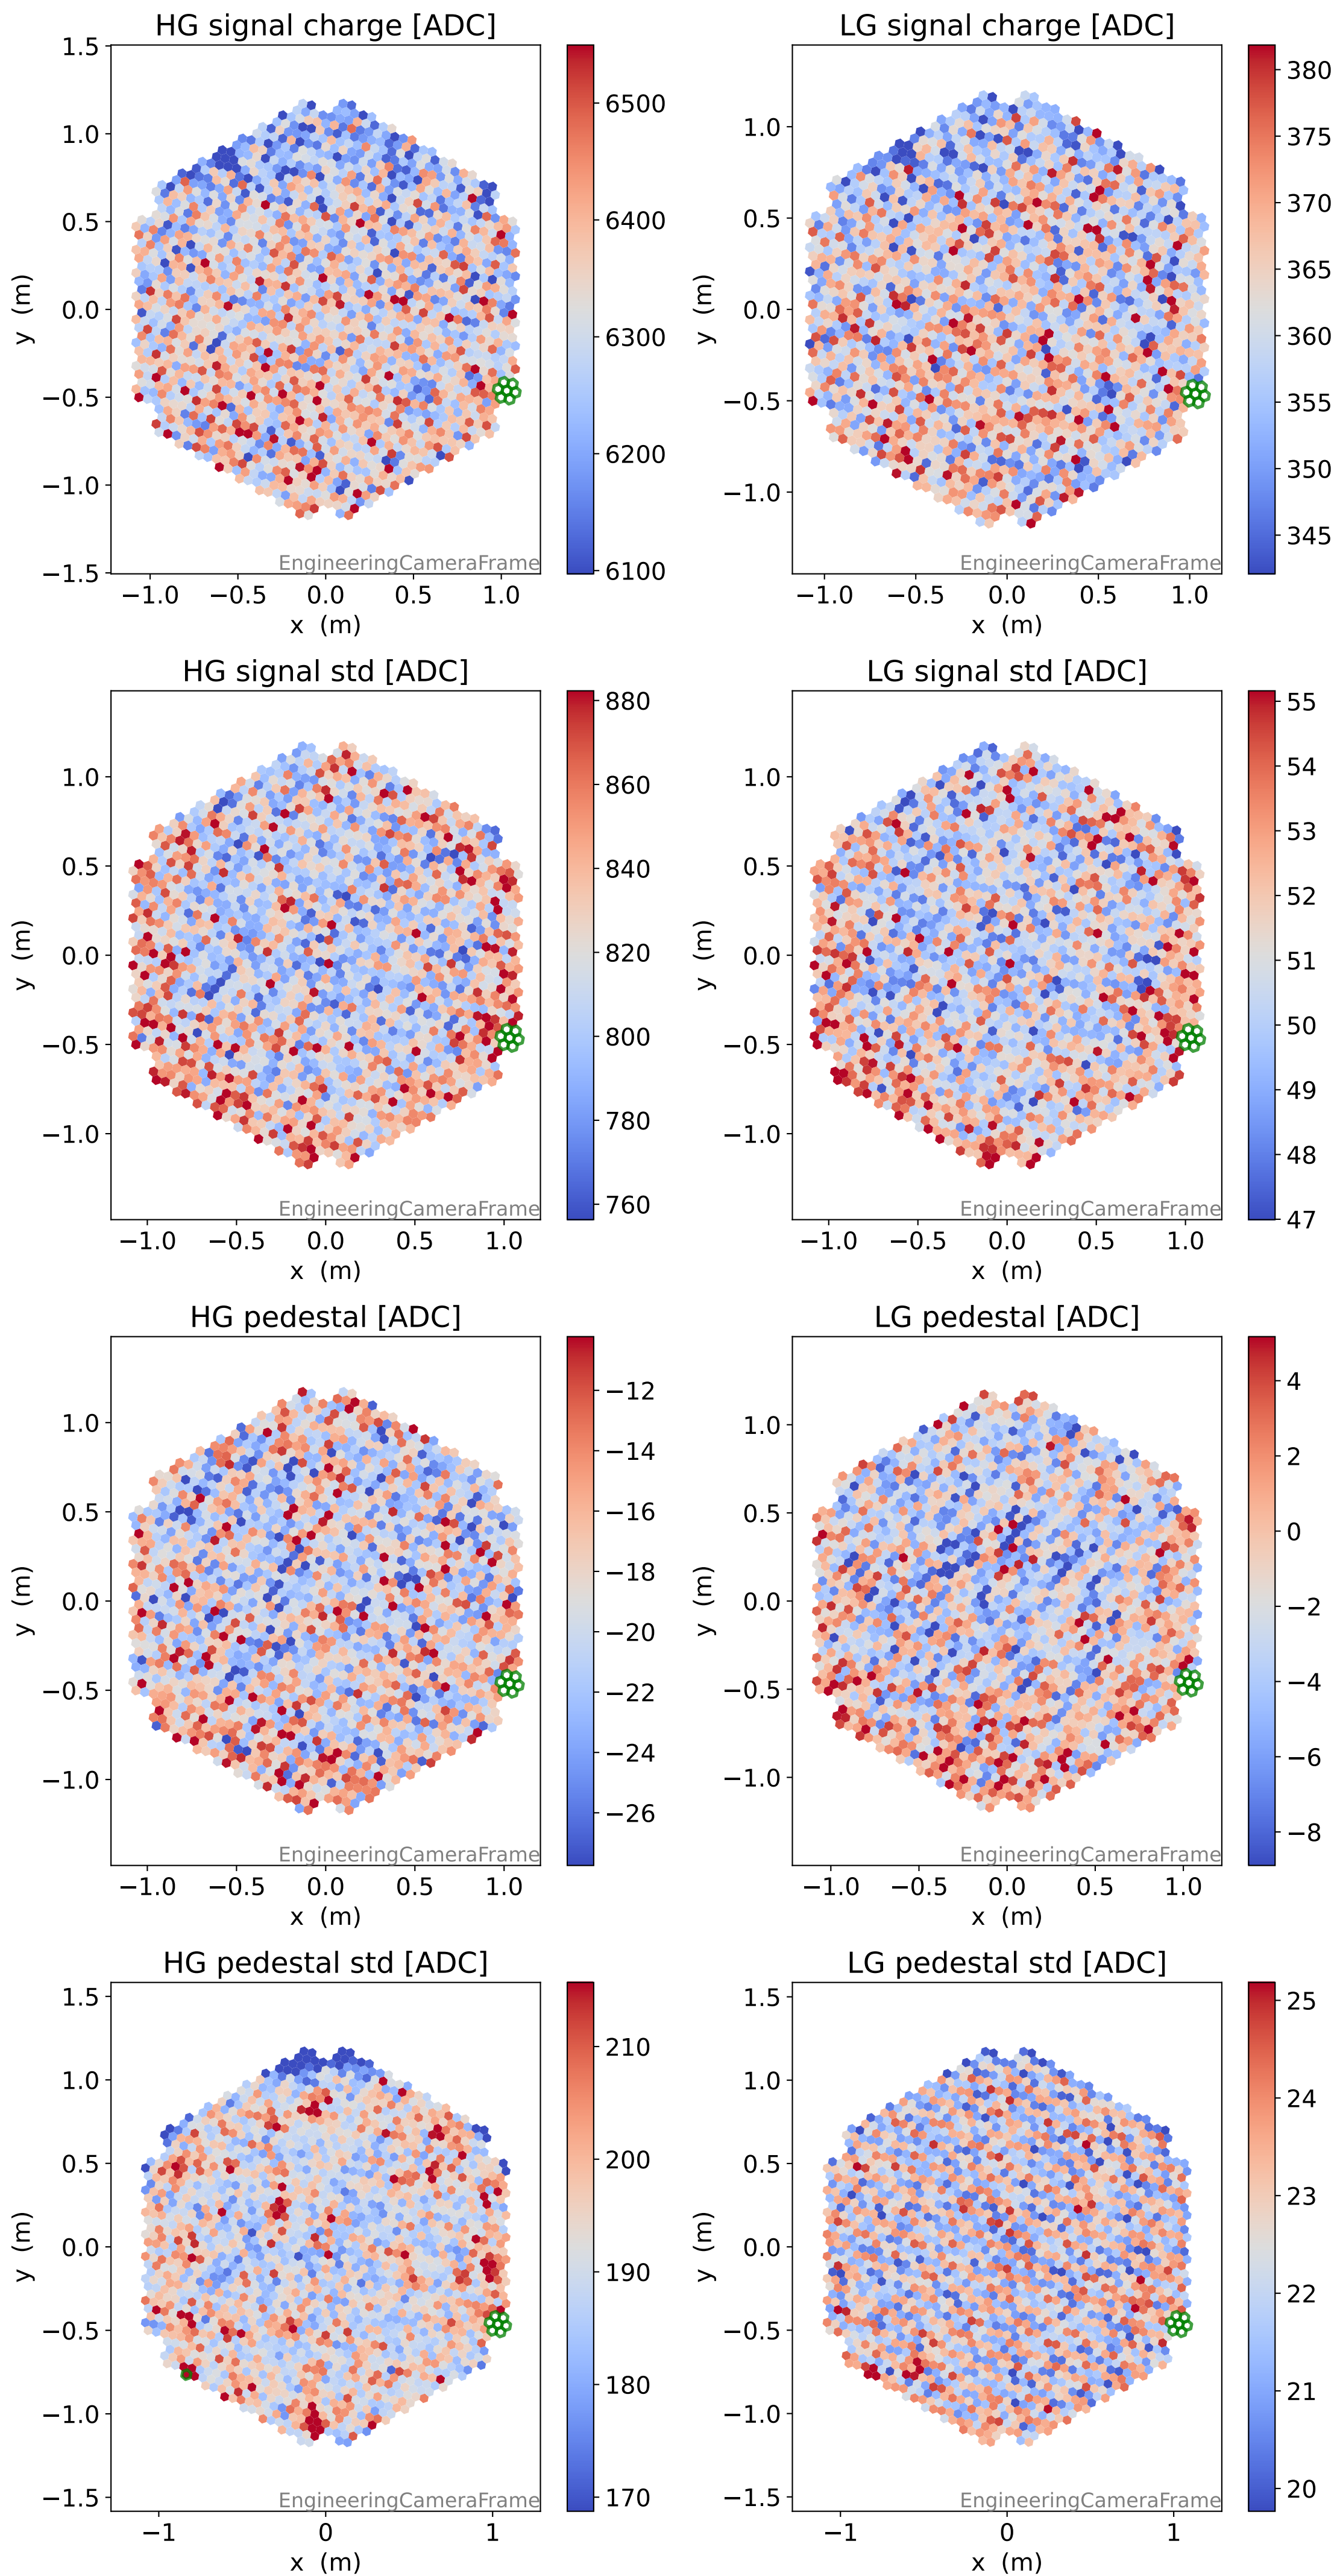 HG signal charge [ADC]
1.5
1.0
0.5
0.0
−0.5
−1.0
−1.5
y (m)
EngineeringCameraFrame
−1.0 −0.5 0.0 0.5 1.0
x (m)
6500
6400
6300
6200
6100
LG signal charge [ADC]
1.0
0.5
0.0
−0.5
−1.0
y (m)
EngineeringCameraFrame
−1.0 −0.5 0.0 0.5 1.0
x (m)
380
375
370
365
360
355
350
345
HG signal std [ADC]
1.0
0.5
0.0
−0.5
−1.0
y (m)
EngineeringCameraFrame
−1.0 −0.5 0.0 0.5 1.0
x (m)
880
860
840
820
800
780
760
LG signal std [ADC]
1.0
0.5
0.0
−0.5
−1.0
y (m)
EngineeringCameraFrame
−1.0 −0.5 0.0 0.5 1.0
x (m)
55
54
53
52
51
50
49
48
47
HG pedestal [ADC]
1.0
0.5
0.0
−0.5
−1.0
y (m)
EngineeringCameraFrame
−1.0 −0.5 0.0 0.5 1.0
x (m)
−12
−14
−16
−18
−20
−22
−24
−26
LG pedestal [ADC]
1.0
0.5
0.0
−0.5
−1.0
y (m)
EngineeringCameraFrame
−1.0 −0.5 0.0 0.5 1.0
x (m)
4
2
0
−2
−4
−6
−8
HG pedestal std [ADC]
1.5
1.0
0.5
0.0
−0.5
−1.0
−1.5
y (m)
EngineeringCameraFrame
−1 0 1
x (m)
210
200
190
180
170
LG pedestal std [ADC]
1.5
1.0
0.5
0.0
−0.5
−1.0
−1.5
y (m)
EngineeringCameraFrame
−1 0 1
x (m)
25
24
23
22
21
20